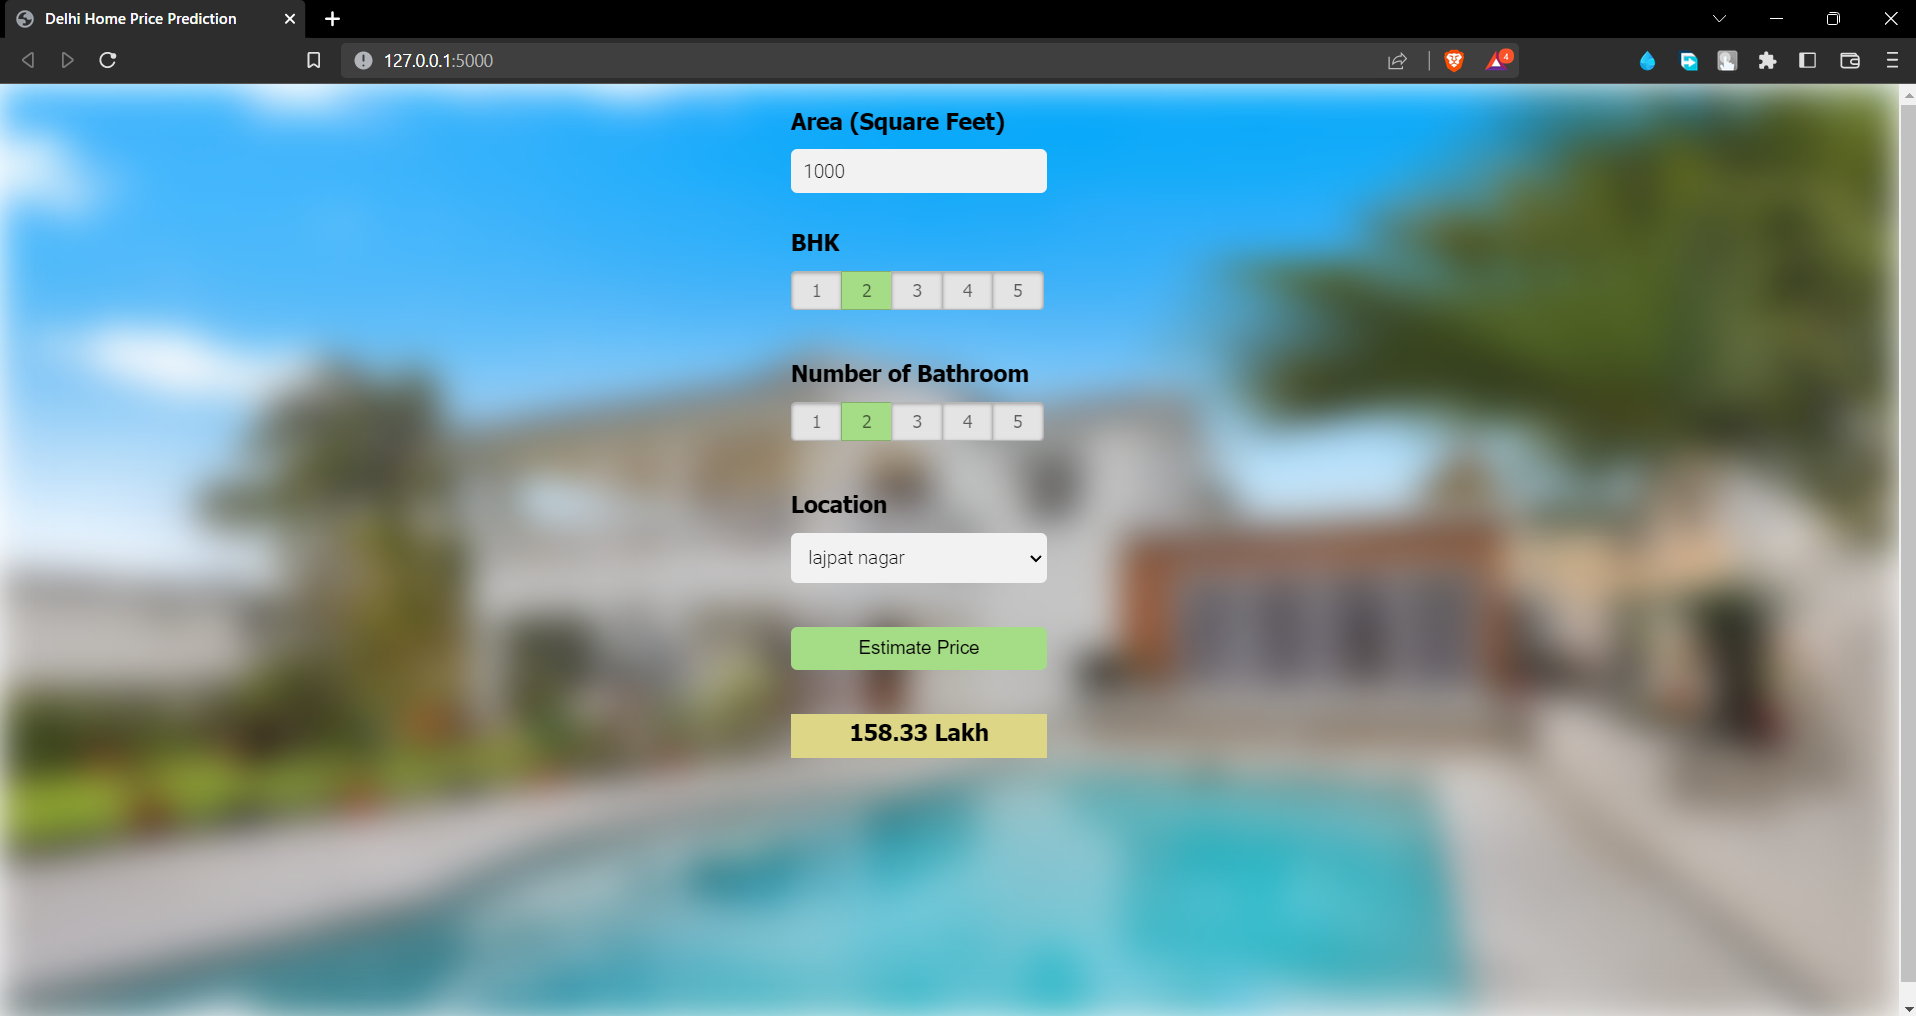 Delhi Home Price Prediction
127.0.0.1:5000
4
Area (Square Feet)
1000
BHK
1 2 3 4 5
Number of Bathroom
1 2 3 4 5
Location
lajpat nagar
Estimate Price
158.33 Lakh